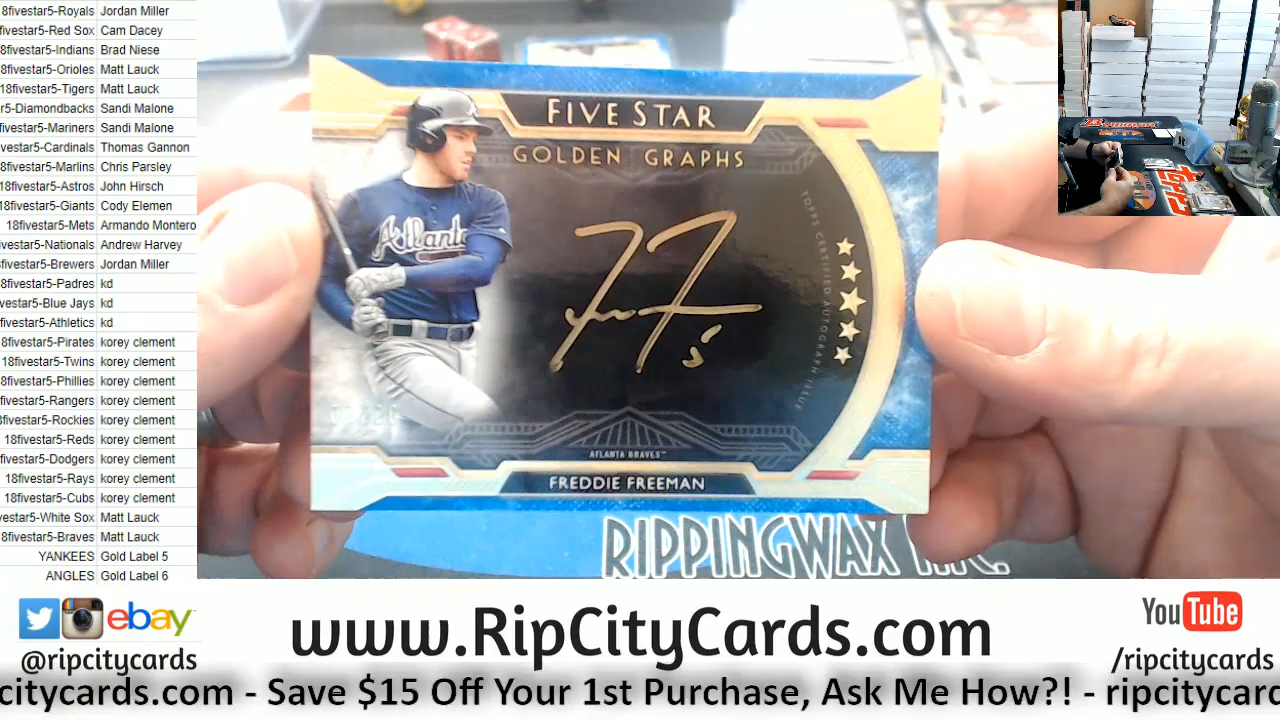 8fivestar5-Royals Jordan Miller
fivestar5-Red Sox Cam Dacey
8fivestar5-Indians Brad Niese
8fivestar5-Orioles Matt Lauck
18fivestar5-Tigers Matt Lauck
r5-Diamondbacks Sandi Malone
fivestar5-Mariners Sandi Malone
vestar5-Cardinals Thomas Gannon
8fivestar5-Marlins Chris Parsley
18fivestar5-Astros John Hirsch
8fivestar5-Giants Cody Elemen
18fivestar5-Mets Armando Montero
vestar5-Nationals Andrew Harvey
fivestar5-Brewers Jordan Miller
8fivestar5-Padres kd
vestar5-Blue Jays kd
fivestar5-Athletics kd
8fivestar5-Pirates korey clement
18fivestar5-Twins korey clement
8fivestar5-Phillies korey clement
8fivestar5-Rangers korey clement
8fivestar5-Rockies korey clement
18fivestar5-Reds korey clement
fivestar5-Dodgers korey clement
18fivestar5-Rays korey clement
18fivestar5-Cubs korey clement
vestar5-White Sox Matt Lauck
8fivestar5-Braves Matt Lauck
YANKEES Gold Label 5
ANGLES Gold Label 6
FIVE STAR
GOLDEN GRAPHS
Atlanta
TOPPS CERTIFIED AUTOGRAPH ISSUE
ATLANTA BRAVES™
FREDDIE FREEMAN
RIPPINGWAX
Bowman
topps
ebay
@ripcitycards
www.RipCityCards.com
YouTube
/ripcitycards
citycards.com - Save $15 Off Your 1st Purchase, Ask Me How?! - ripcitycard